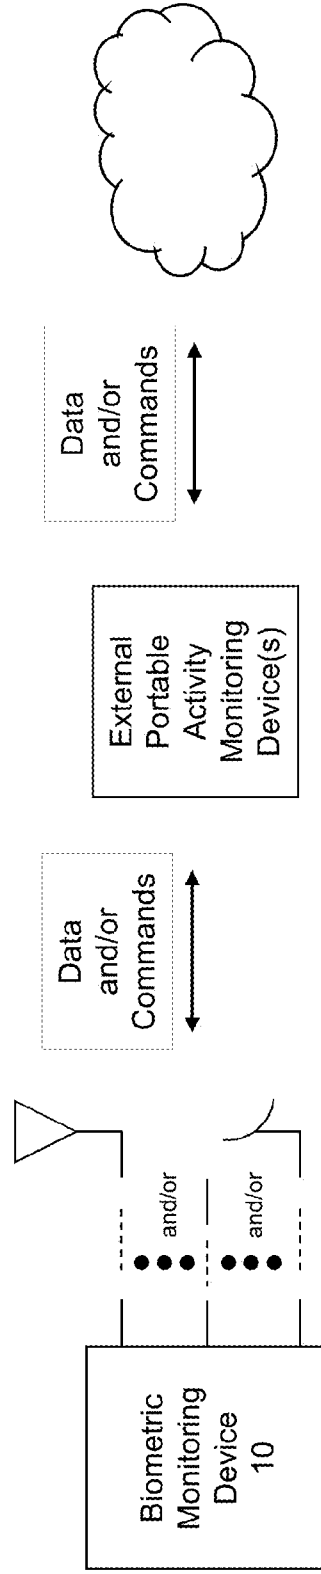 Biometric
Monitoring
Device
10
and/or
and/or
Data
and/or
Commands
External
Portable
Activity
Monitoring
Device(s)
Data
and/or
Commands